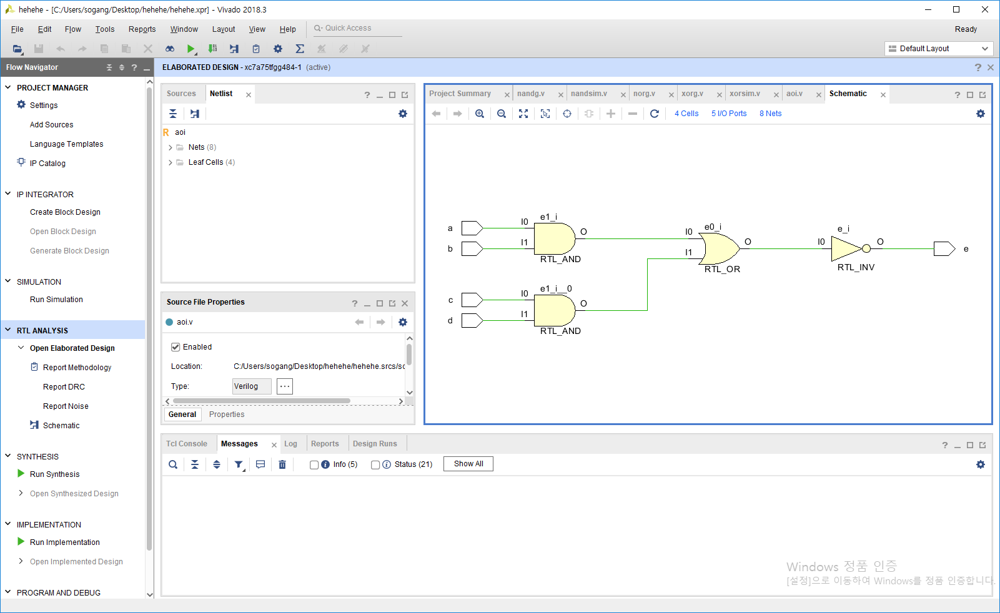 hehehe - [C:/Users/sogang/Desktop/hehehe/hehehe.xpr] - Vivado 2018.3
File Edit Flow Tools Reports Window Layout View Help Quick Access
Ready
Default Layout
Flow Navigator
PROJECT MANAGER
Settings
Add Sources
Language Templates
IP Catalog
IP INTEGRATOR
Create Block Design
Open Block Design
Generate Block Design
SIMULATION
Run Simulation
RTL ANALYSIS
Open Elaborated Design
Report Methodology
Report DRC
Report Noise
Schematic
SYNTHESIS
Run Synthesis
Open Synthesized Design
IMPLEMENTATION
Run Implementation
Open Implemented Design
PROGRAM AND DEBUG
ELABORATED DESIGN - xc7a75tfgg484-1 (active)
Sources Netlist
R aoi
Nets (8)
Leaf Cells (4)
Source File Properties
aoi.v
Enabled
Location: C:/Users/sogang/Desktop/hehehe/hehehe.srcs/sc
Type: Verilog
General Properties
Project Summary nandg.v nandsim.v norg.v xorg.v xorsim.v aoi.v Schematic
4 Cells 5 I/O Ports 8 Nets
a
b
I0
I1
e1_i
O
RTL_AND
c
d
I0
I1
e1_i__0
O
RTL_AND
I0
I1
e0_i
O
RTL_OR
I0
e_i
O
RTL_INV
e
Tcl Console Messages Log Reports Design Runs
Info (5) Status (21) Show All
Windows 정품 인증
[설정]으로 이동하여 Windows를 정품 인증합니다.